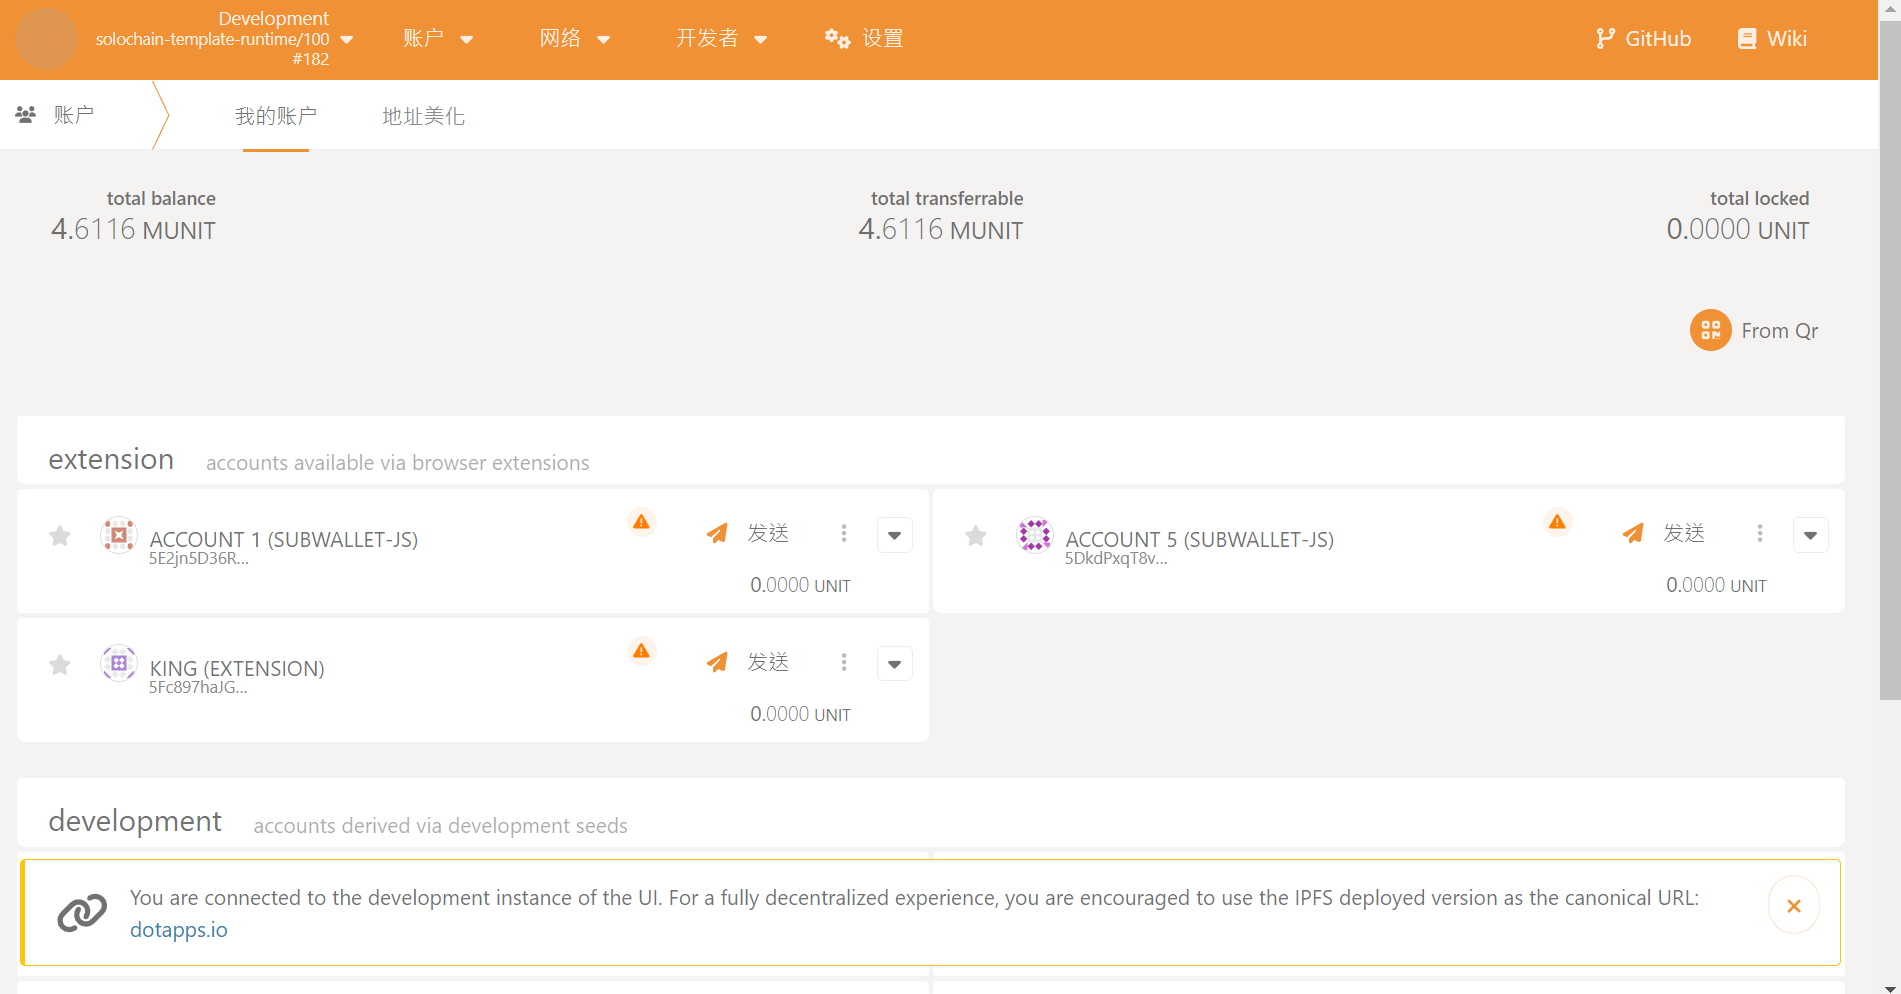 Development
solochain-template-runtime/100
#182
账户
网络
开发者
设置
GitHub
Wiki
账户
我的账户
地址美化
total balance
4.6116 MUNIT
total transferrable
4.6116 MUNIT
total locked
0.0000 UNIT
From Qr
extension
accounts available via browser extensions
ACCOUNT 1 (SUBWALLET-JS)
5E2jn5D36R...
发送
0.0000 UNIT
ACCOUNT 5 (SUBWALLET-JS)
5DkdPxqT8v...
发送
0.0000 UNIT
KING (EXTENSION)
5Fc897haJG...
发送
0.0000 UNIT
development
accounts derived via development seeds
You are connected to the development instance of the UI. For a fully decentralized experience, you are encouraged to use the IPFS deployed version as the canonical URL:
dotapps.io